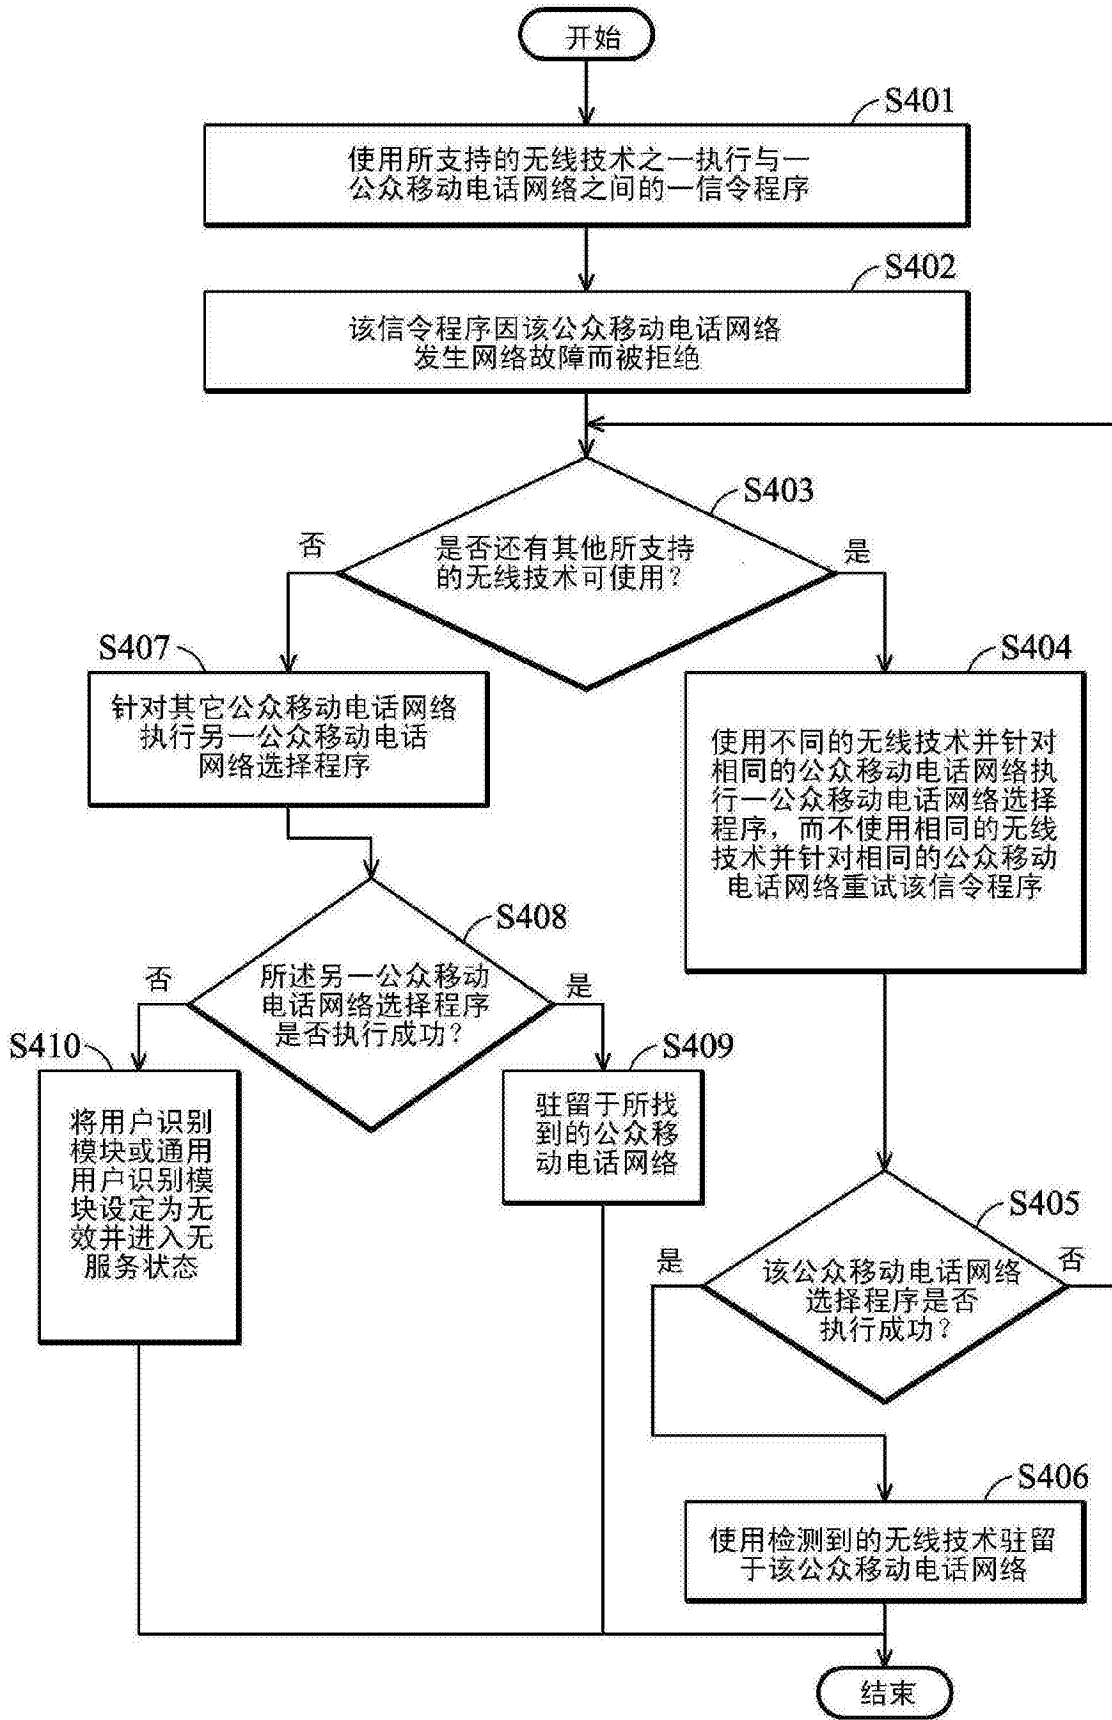 开始
S401
使用所支持的无线技术之一执行与一
公众移动电话网络之间的一信令程序
S402
该信令程序因该公众移动电话网络
发生网络故障而被拒绝
S403
是否还有其他所支持
的无线技术可使用?
否
是
S407
针对其它公众移动电话网络
执行另一公众移动电话
网络选择程序
S404
使用不同的无线技术并针对
相同的公众移动电话网络执
行一公众移动电话网络选择
程序，而不使用相同的无线
技术并针对相同的公众移动
电话网络重试该信令程序
S408
所述另一公众移动
电话网络选择程序
是否执行成功?
否
是
S410
将用户识别
模块或通用
用户识别模
块设定为无
效并进入无
服务状态
S409
驻留于所找
到的公众移
动电话网络
S405
该公众移动电话网络
选择程序是否
执行成功?
是
否
S406
使用检测到的无线技术驻留
于该公众移动电话网络
结束